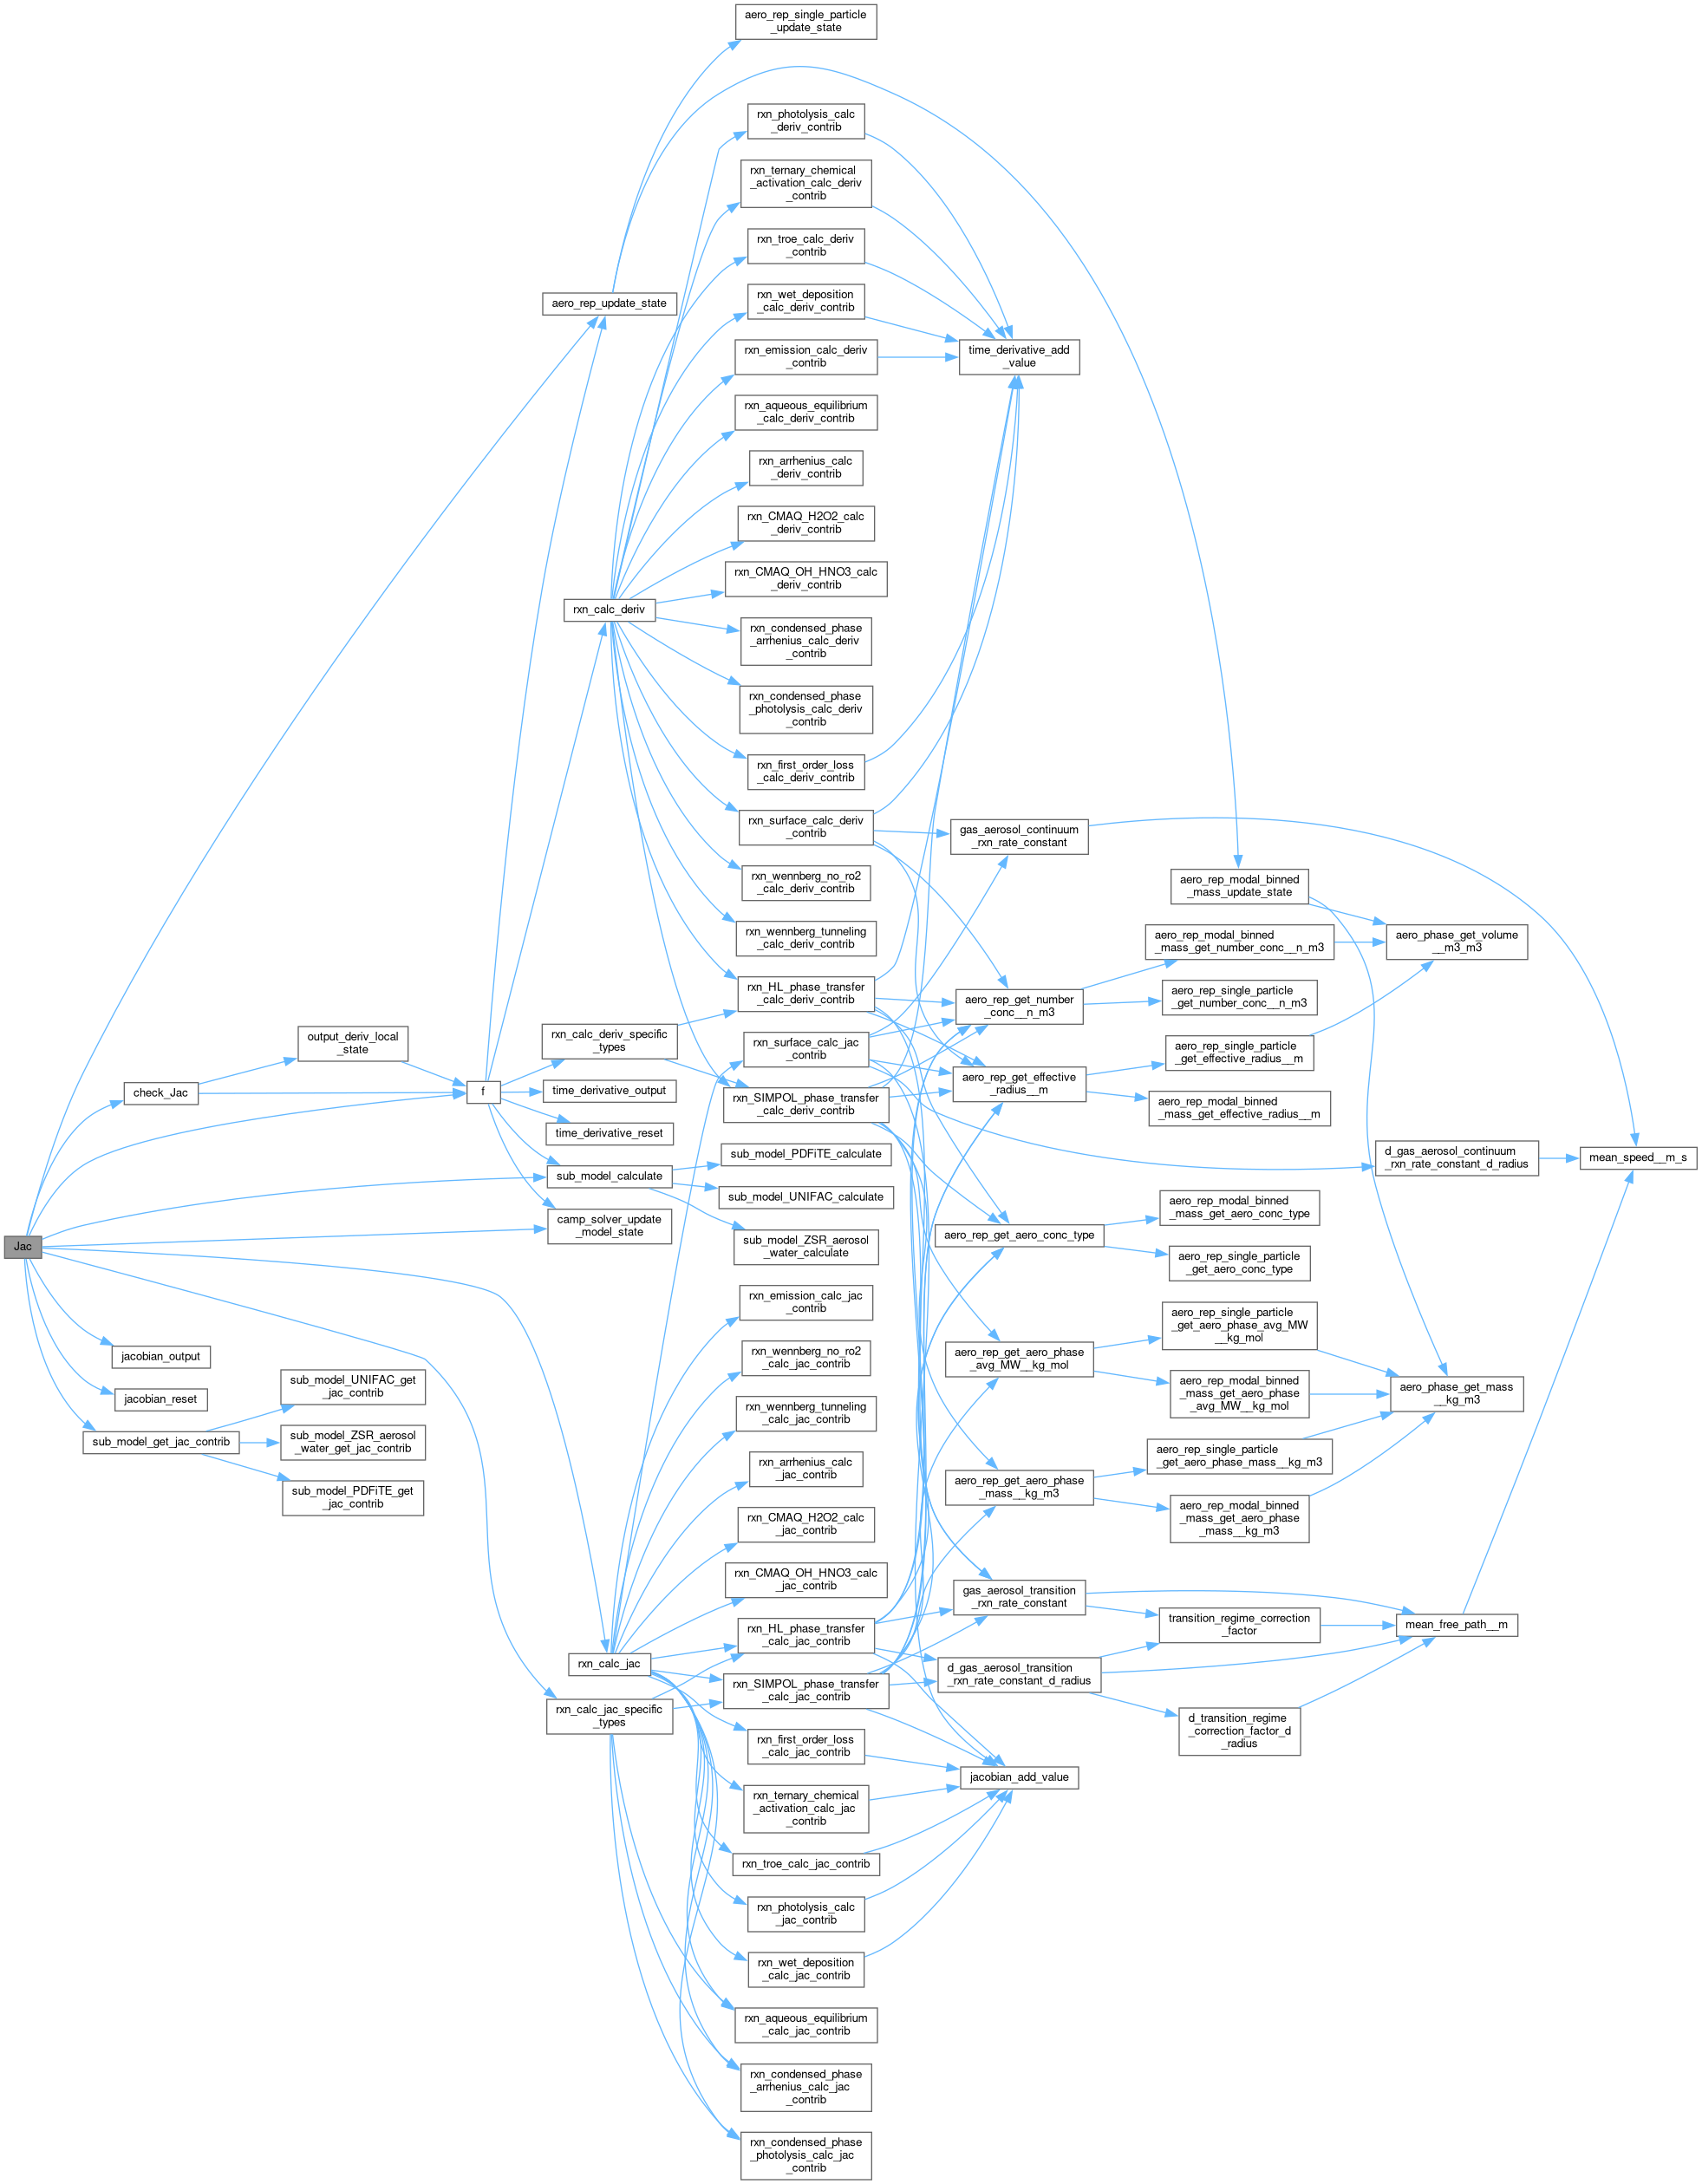 aero_rep_single_particle
_update_state
rxn_photolysis_calc
_deriv_contrib
rxn_ternary_chemical
_activation_calc_deriv
_contrib
rxn_troe_calc_deriv
_contrib
aero_rep_update_state
rxn_wet_deposition
_calc_deriv_contrib
rxn_emission_calc_deriv
_contrib
time_derivative_add
_value
rxn_aqueous_equilibrium
_calc_deriv_contrib
rxn_arrhenius_calc
_deriv_contrib
rxn_CMAQ_H2O2_calc
_deriv_contrib
rxn_CMAQ_OH_HNO3_calc
_deriv_contrib
rxn_calc_deriv
rxn_condensed_phase
_arrhenius_calc_deriv
_contrib
rxn_condensed_phase
_photolysis_calc_deriv
_contrib
rxn_first_order_loss
_calc_deriv_contrib
rxn_surface_calc_deriv
_contrib
gas_aerosol_continuum
_rxn_rate_constant
rxn_wennberg_no_ro2
_calc_deriv_contrib
aero_rep_modal_binned
_mass_update_state
rxn_wennberg_tunneling
_calc_deriv_contrib
aero_rep_modal_binned
_mass_get_number_conc__n_m3
aero_phase_get_volume
__m3_m3
rxn_HL_phase_transfer
_calc_deriv_contrib
aero_rep_get_number
_conc__n_m3
aero_rep_single_particle
_get_number_conc__n_m3
output_deriv_local
_state
rxn_calc_deriv_specific
_types
rxn_surface_calc_jac
_contrib
aero_rep_single_particle
_get_effective_radius__m
check_Jac
f
time_derivative_output
rxn_SIMPOL_phase_transfer
_calc_deriv_contrib
aero_rep_get_effective
_radius__m
aero_rep_modal_binned
_mass_get_effective_radius__m
time_derivative_reset
sub_model_PDFiTE_calculate
d_gas_aerosol_continuum
_rxn_rate_constant_d_radius
mean_speed__m_s
sub_model_calculate
sub_model_UNIFAC_calculate
camp_solver_update
_model_state
sub_model_ZSR_aerosol
_water_calculate
aero_rep_get_aero_conc_type
aero_rep_modal_binned
_mass_get_aero_conc_type
Jac
aero_rep_single_particle
_get_aero_conc_type
rxn_emission_calc_jac
_contrib
jacobian_output
rxn_wennberg_no_ro2
_calc_jac_contrib
aero_rep_get_aero_phase
_avg_MW__kg_mol
aero_rep_single_particle
_get_aero_phase_avg_MW
__kg_mol
jacobian_reset
sub_model_UNIFAC_get
_jac_contrib
rxn_wennberg_tunneling
_calc_jac_contrib
aero_rep_modal_binned
_mass_get_aero_phase
_avg_MW__kg_mol
aero_phase_get_mass
__kg_m3
sub_model_get_jac_contrib
sub_model_ZSR_aerosol
_water_get_jac_contrib
rxn_arrhenius_calc
_jac_contrib
aero_rep_get_aero_phase
_mass__kg_m3
aero_rep_single_particle
_get_aero_phase_mass__kg_m3
sub_model_PDFiTE_get
_jac_contrib
rxn_CMAQ_H2O2_calc
_jac_contrib
aero_rep_modal_binned
_mass_get_aero_phase
_mass__kg_m3
rxn_CMAQ_OH_HNO3_calc
_jac_contrib
gas_aerosol_transition
_rxn_rate_constant
rxn_HL_phase_transfer
_calc_jac_contrib
transition_regime_correction
_factor
mean_free_path__m
rxn_calc_jac
rxn_SIMPOL_phase_transfer
_calc_jac_contrib
d_gas_aerosol_transition
_rxn_rate_constant_d_radius
rxn_calc_jac_specific
_types
d_transition_regime
_correction_factor_d
_radius
rxn_first_order_loss
_calc_jac_contrib
jacobian_add_value
rxn_ternary_chemical
_activation_calc_jac
_contrib
rxn_troe_calc_jac_contrib
rxn_photolysis_calc
_jac_contrib
rxn_wet_deposition
_calc_jac_contrib
rxn_aqueous_equilibrium
_calc_jac_contrib
rxn_condensed_phase
_arrhenius_calc_jac
_contrib
rxn_condensed_phase
_photolysis_calc_jac
_contrib